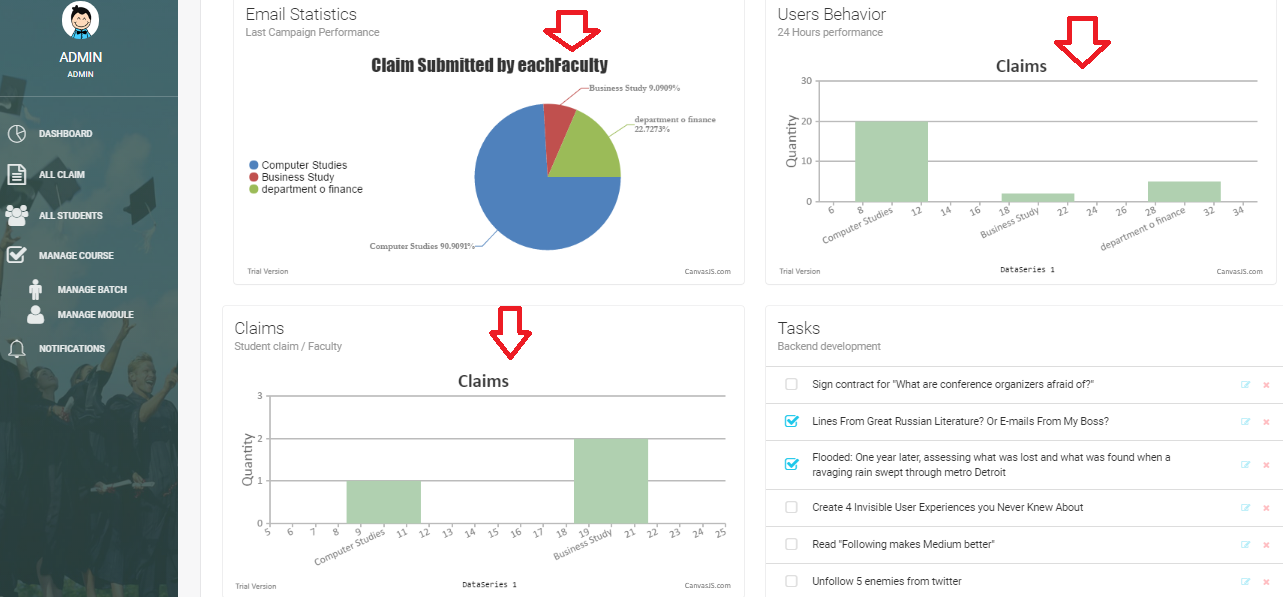 ADMIN
ADMIN
DASHBOARD
ALL CLAIM
ALL STUDENTS
MANAGE COURSE
MANAGE BATCH
MANAGE MODULE
NOTIFICATIONS
Email Statistics
Last Campaign Performance
Claim Submitted by eachFaculty
Business Study 9.0909%
department o finance
22.7273%
Computer Studies
Business Study
department o finance
Computer Studies 90.9091%
Trial Version
CanvasJS.com
Users Behavior
24 Hours performance
Claims
Quantity
30
20
10
0
6 8 12 14 16 18 22 24 26 28 32 34
Computer Studies
Business Study
department o finance
DataSeries 1
Trial Version
CanvasJS.com
Claims
Student claim / Faculty
Claims
Quantity
3
2
1
0
5 6 7 8 9 11 12 13 14 15 16 17 18 19 21 22 23 24 25
Computer Studies
Business Study
DataSeries 1
Trial Version
CanvasJS.com
Tasks
Backend development
Sign contract for "What are conference organizers afraid of?"
Lines From Great Russian Literature? Or E-mails From My Boss?
Flooded: One year later, assessing what was lost and what was found when a
ravaging rain swept through metro Detroit
Create 4 Invisible User Experiences you Never Knew About
Read "Following makes Medium better"
Unfollow 5 enemies from twitter